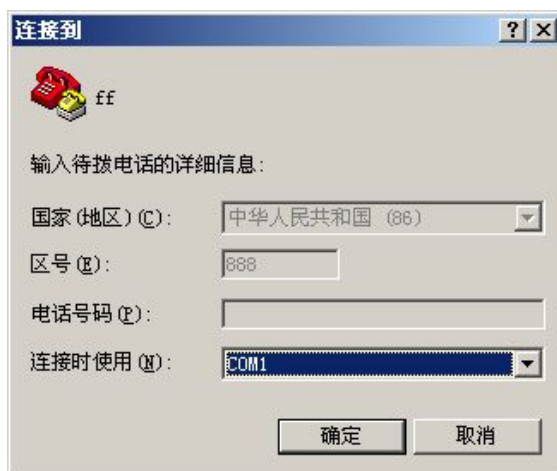 连接到
ff
输入待拨电话的详细信息:
国家(地区)(C): 中华人民共和国 (86)
区号(E): 888
电话号码(P):
连接时使用(N): COM1
确定 取消